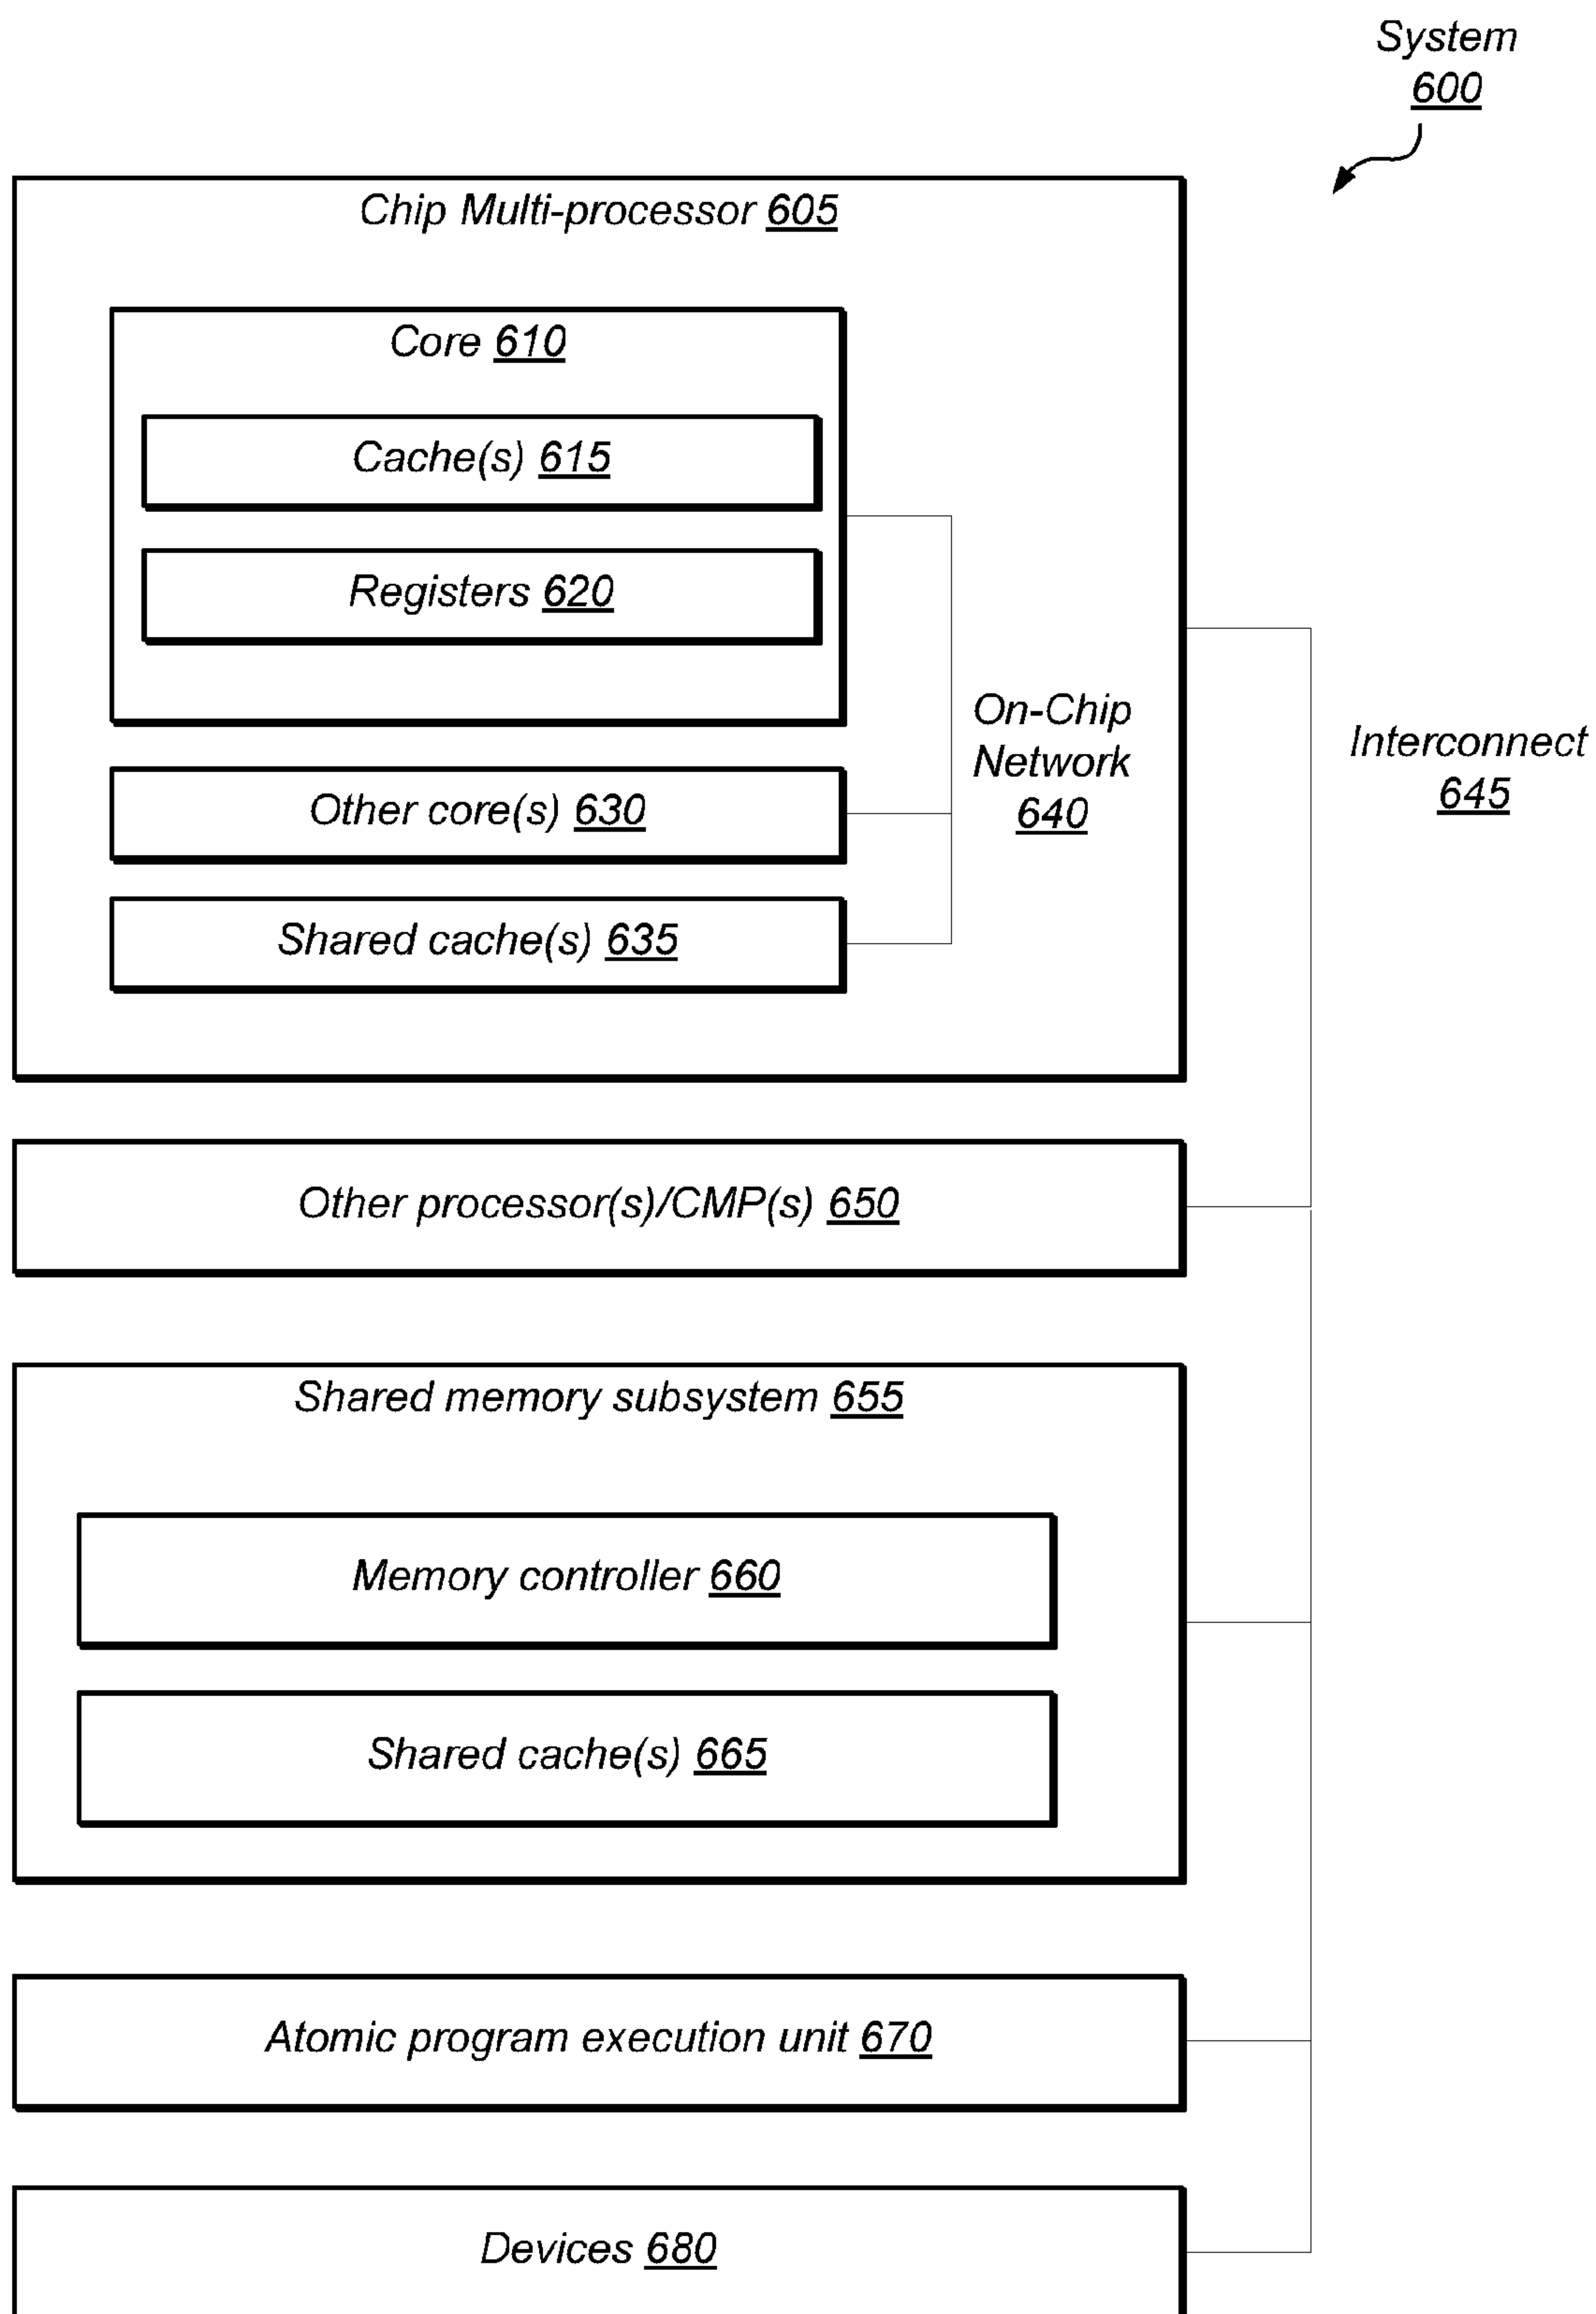 System
600
Chip Multi-processor 605
Core 610
Cache(s) 615
Registers 620
On-Chip
Network
640
Interconnect
645
Other core(s) 630
Shared cache(s) 635
Other processor(s)/CMP(s) 650
Shared memory subsystem 655
Memory controller 660
Shared cache(s) 665
Atomic program execution unit 670
Devices 680